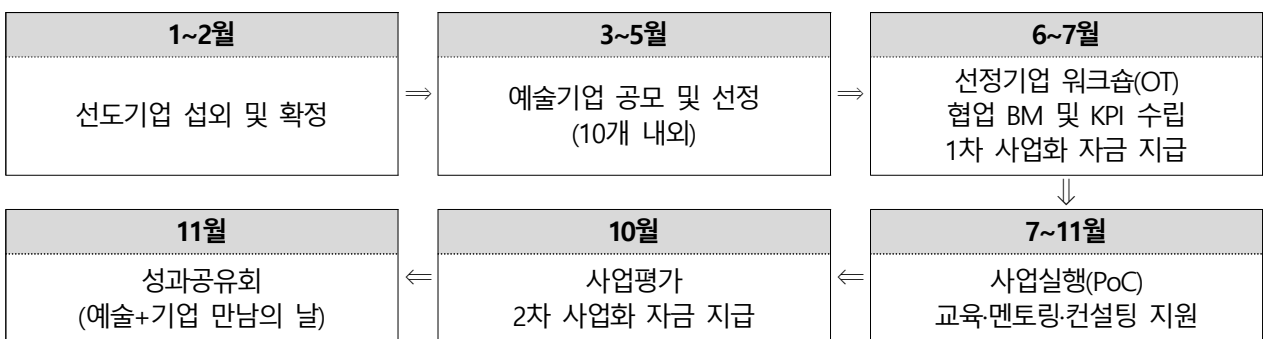 1~2월
선도기업 섭외 및 확정
⇒
3~5월
예술기업 공모 및 선정
(10개 내외)
⇒
6~7월
선정기업 워크숍(OT)
협업 BM 및 KPI 수립
1차 사업화 자금 지급
⇓
7~11월
사업실행(PoC)
교육·멘토링·컨설팅 지원
⇐
10월
사업평가
2차 사업화 자금 지급
⇐
11월
성과공유회
(예술+기업 만남의 날)